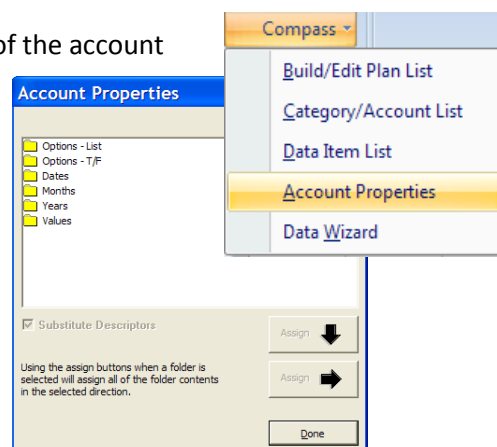 of the account
Compass
Build/Edit Plan List
Category/Account List
Data Item List
Account Properties
Data Wizard
Account Properties
Options - List
Options - T/F
Dates
Months
Years
Values
Substitute Descriptors
Assign
Using the assign buttons when a folder is
selected will assign all of the folder contents
in the selected direction.
Assign
Done